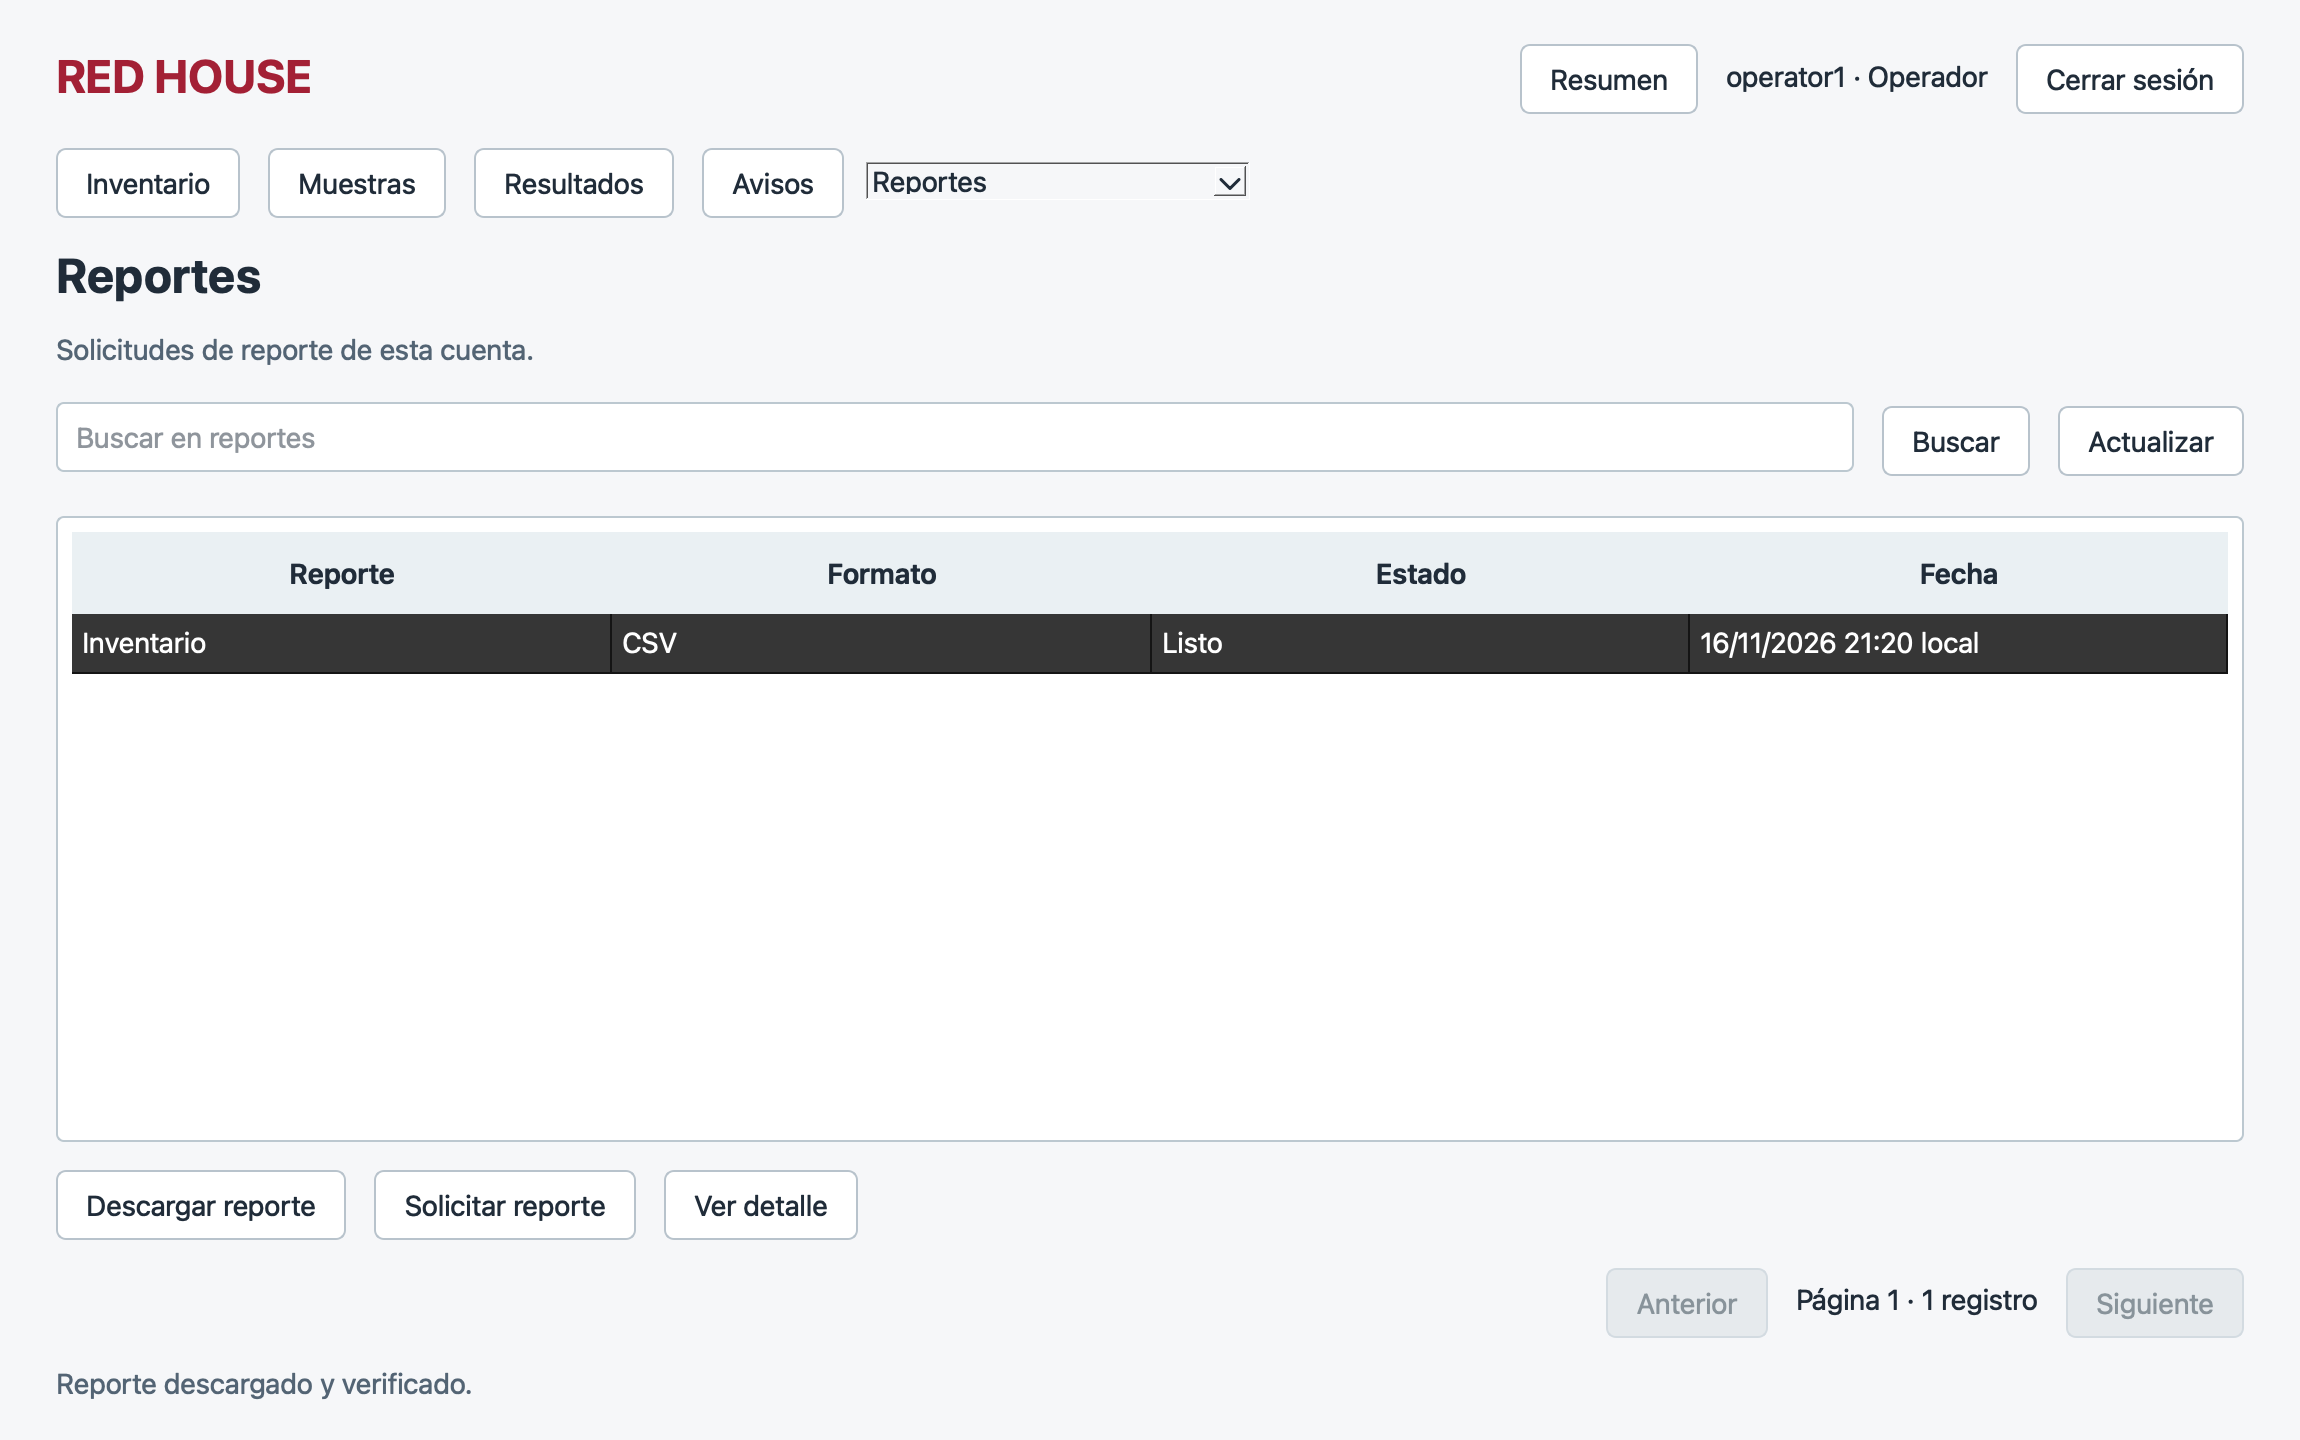 RED HOUSE
Resumen
operator1 · Operador
Cerrar sesión
Inventario
Muestras
Resultados
Avisos
Reportes
Reportes
Solicitudes de reporte de esta cuenta.
Buscar en reportes
Buscar
Actualizar
Reporte Formato Estado Fecha
Inventario CSV Listo 16/11/2026 21:20 local
Descargar reporte
Solicitar reporte
Ver detalle
Anterior
Página 1 · 1 registro
Siguiente
Reporte descargado y verificado.